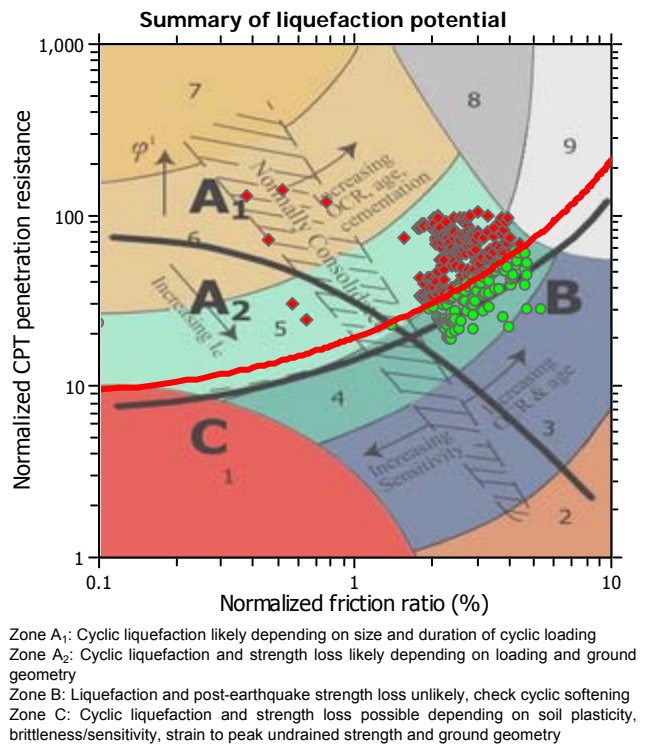 Summary of liquefaction potential
Normalized CPT penetration resistance
1,000
100
10
1
7
8
9
φ'
A1
Normally Consolidated
Increasing
OCR, age,
cementation
6
A2
Increasing Ic
5
B
4
C
1
Increasing
OCR & age
Increasing
Sensitivity
3
2
0.1
1
10
Normalized friction ratio (%)
Zone A1: Cyclic liquefaction likely depending on size and duration of cyclic loading
Zone A2: Cyclic liquefaction and strength loss likely depending on loading and ground
geometry
Zone B: Liquefaction and post-earthquake strength loss unlikely, check cyclic softening
Zone C: Cyclic liquefaction and strength loss possible depending on soil plasticity,
brittleness/sensitivity, strain to peak undrained strength and ground geometry